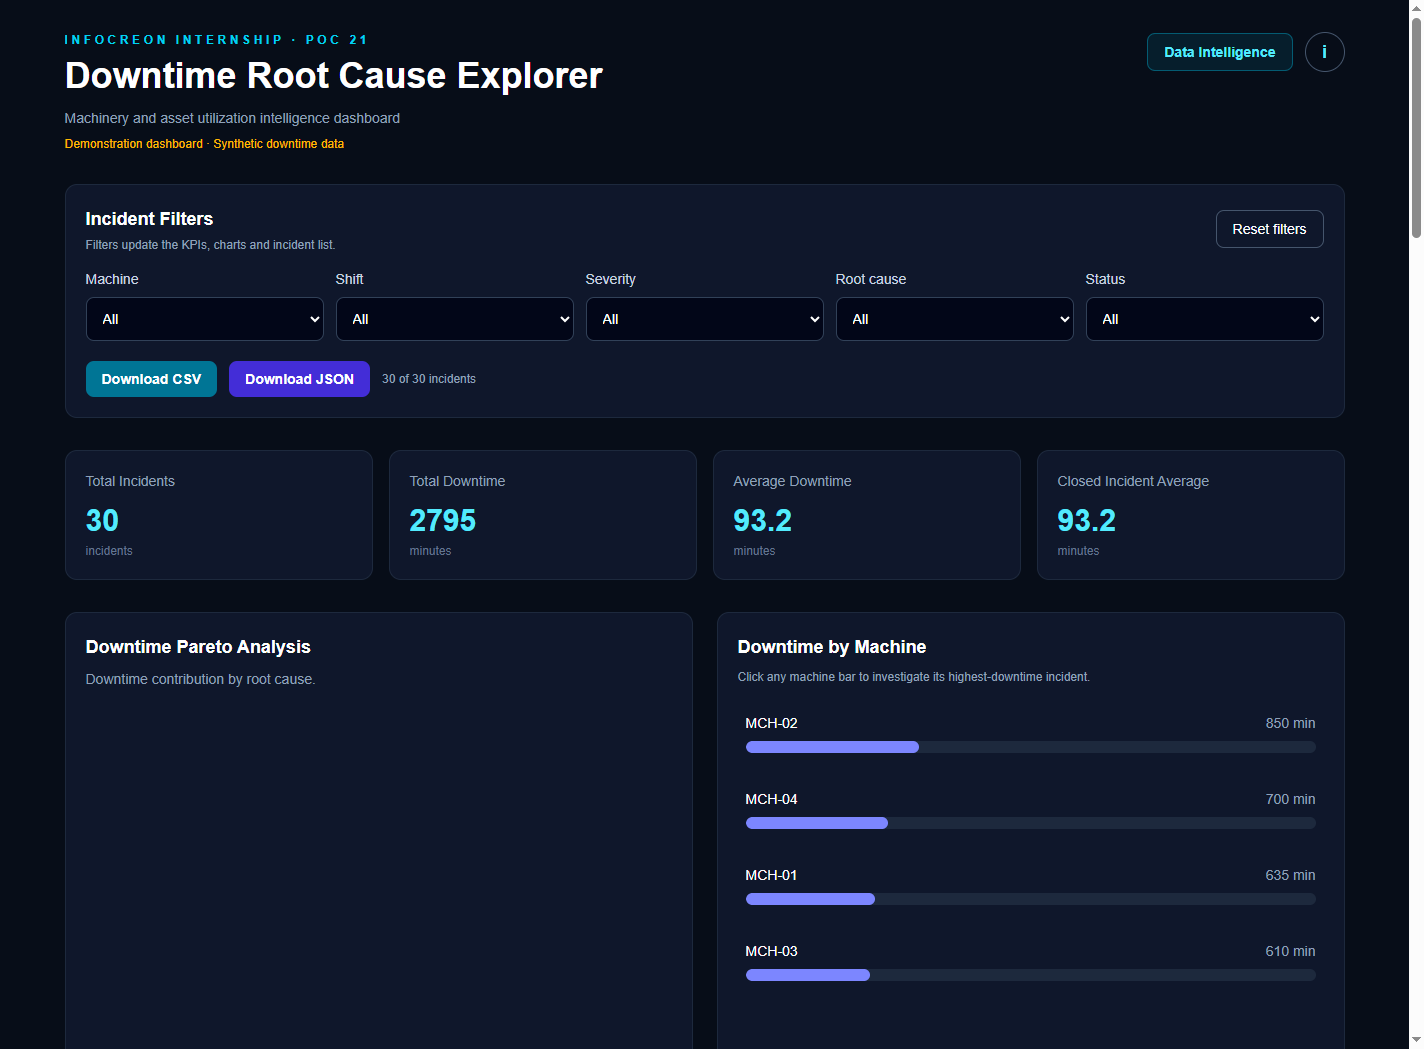 INFOCREON INTERNSHIP · POC 21
Downtime Root Cause Explorer
Machinery and asset utilization intelligence dashboard
Demonstration dashboard · Synthetic downtime data
Data Intelligence
i
Incident Filters
Filters update the KPIs, charts and incident list.
Reset filters
Machine
Shift
Severity
Root cause
Status
All
All
All
All
All
Download CSV
Download JSON
30 of 30 incidents
Total Incidents
30
incidents
Total Downtime
2795
minutes
Average Downtime
93.2
minutes
Closed Incident Average
93.2
minutes
Downtime Pareto Analysis
Downtime contribution by root cause.
Downtime by Machine
Click any machine bar to investigate its highest-downtime incident.
MCH-02
850 min
MCH-04
700 min
MCH-01
635 min
MCH-03
610 min